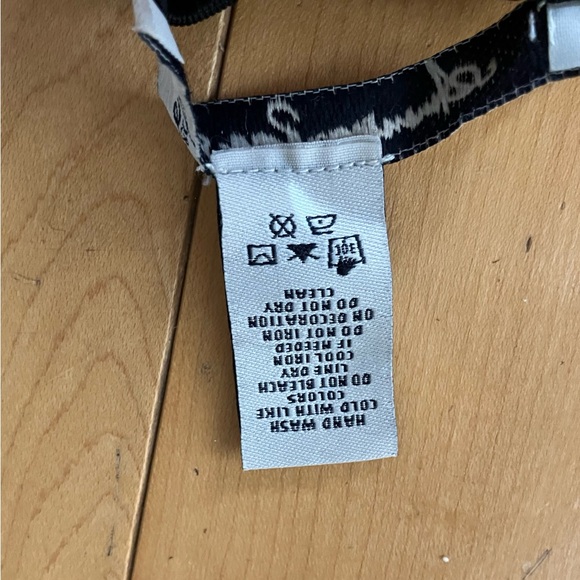 HAND WASH
COLD WITH LIKE
COLORS
DO NOT BLEACH
LINE DRY
COOL IRON
IF NEEDED
DO NOT IRON
ON DECORATION
DO NOT DRY
CLEAN